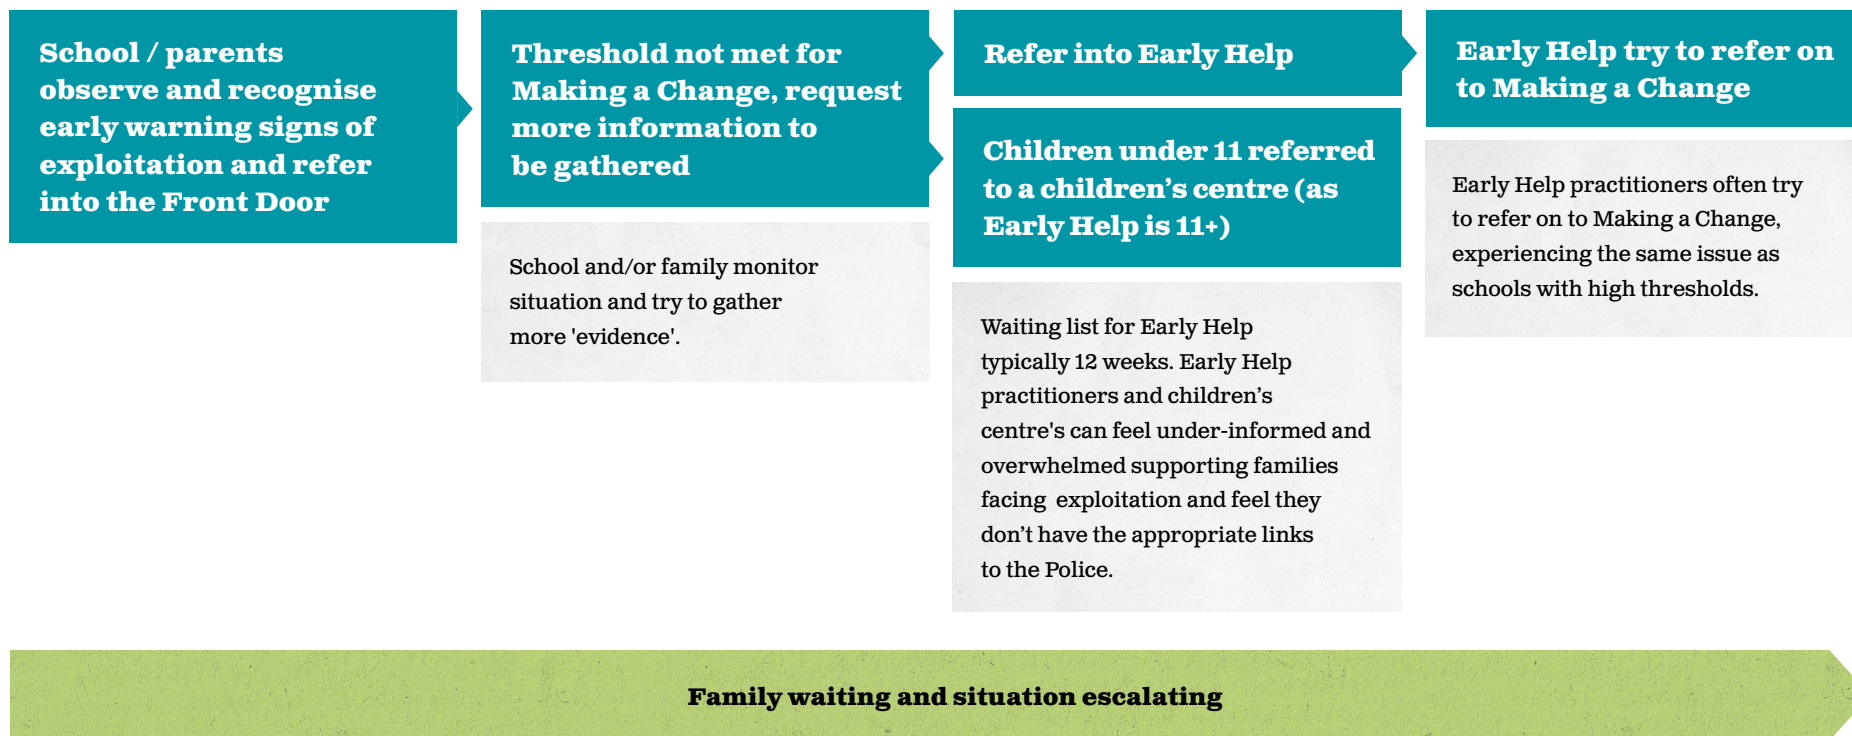 School / parents
observe and recognise
early warning signs of
exploitation and refer
into the Front Door
Threshold not met for
Making a Change, request
more information to
be gathered
School and/or family monitor
situation and try to gather
more 'evidence'.
Refer into Early Help
Children under 11 referred
to a children’s centre (as
Early Help is 11+)
Waiting list for Early Help
typically 12 weeks. Early Help
practitioners and children’s
centre's can feel under-informed and
overwhelmed supporting families
facing  exploitation and feel they
don’t have the appropriate links
to the Police.
Early Help try to refer on
to Making a Change
Early Help practitioners often try
to refer on to Making a Change,
experiencing the same issue as
schools with high thresholds.
Family waiting and situation escalating